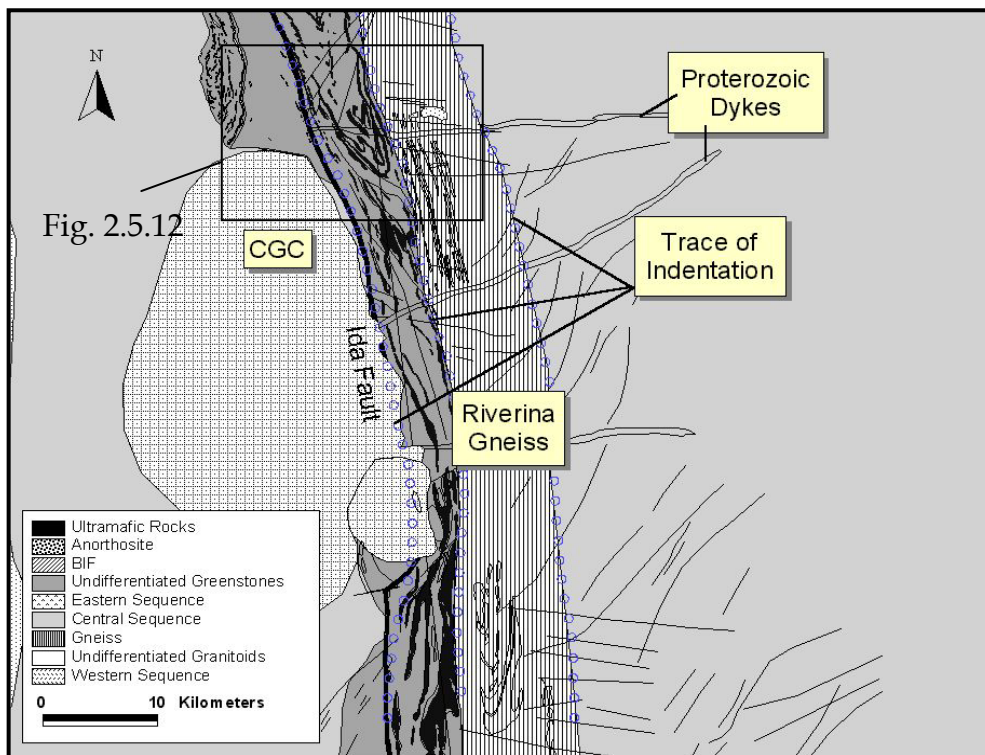 N
Proterozoic
Dykes
Fig. 2.5.12
CGC
Trace of
Indentation
Ida Fault
Riverina
Gneiss
Ultramafic Rocks
Anorthosite
BIF
Undifferentiated Greenstones
Eastern Sequence
Central Sequence
Gneiss
Undifferentiated Granitoids
Western Sequence
0 10 Kilometers